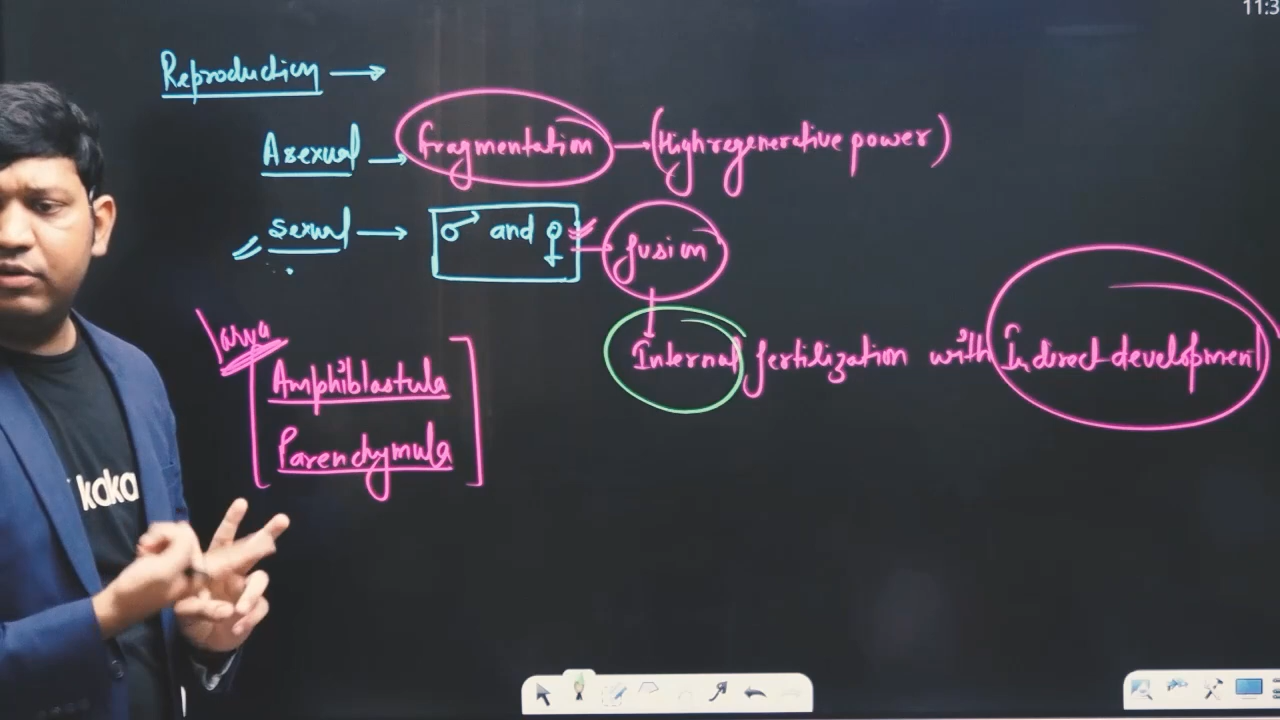 11:3
Reproduction →
Asexual → fragmentation → (High regenerative power)
Sexual → ♂ and ♀ → fusion
Internal fertilization with Indirect development
larva
Amphiblastula
Parenchymula
kaka